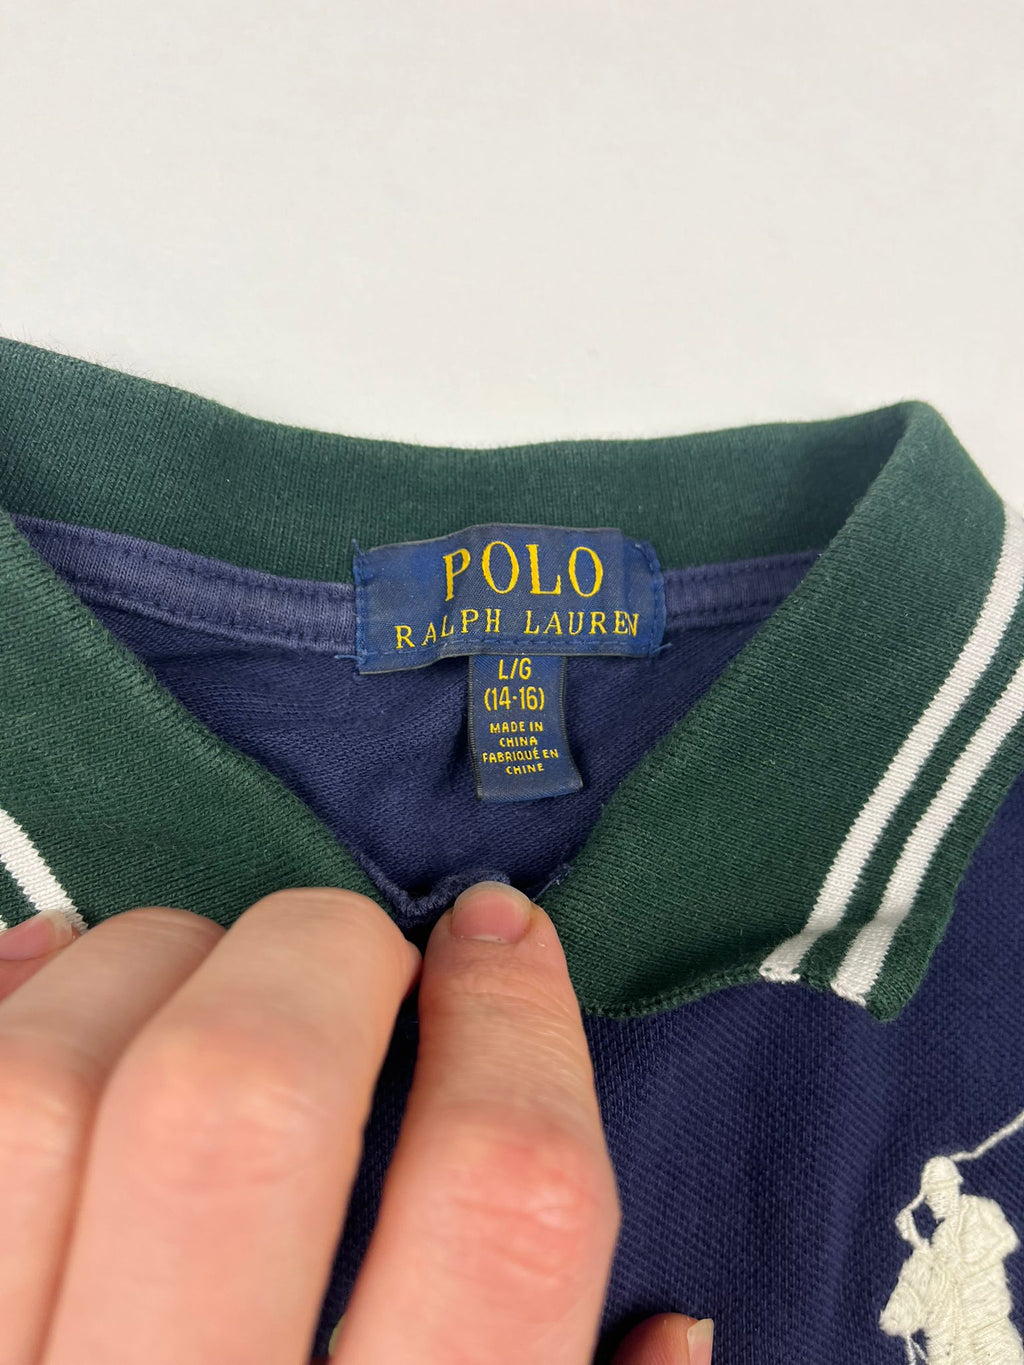 POLO
RALPH LAUREN
L/G
(14-16)
MADE IN
CHINA
FABRIQUÉ EN
CHINE